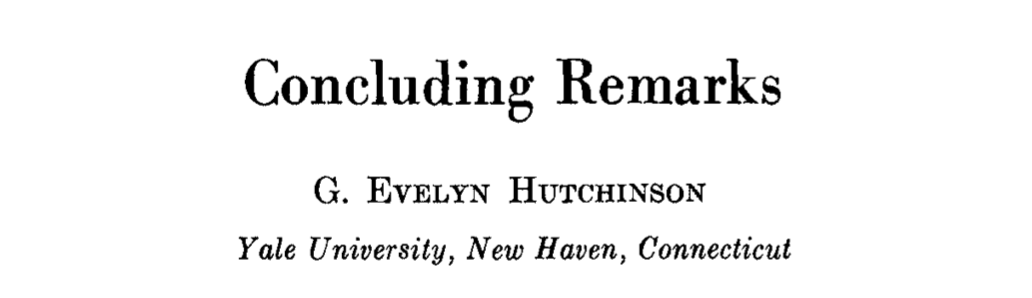 Concluding Remarks
G. EVELYN HUTCHINSON
Yale University, New Haven, Connecticut